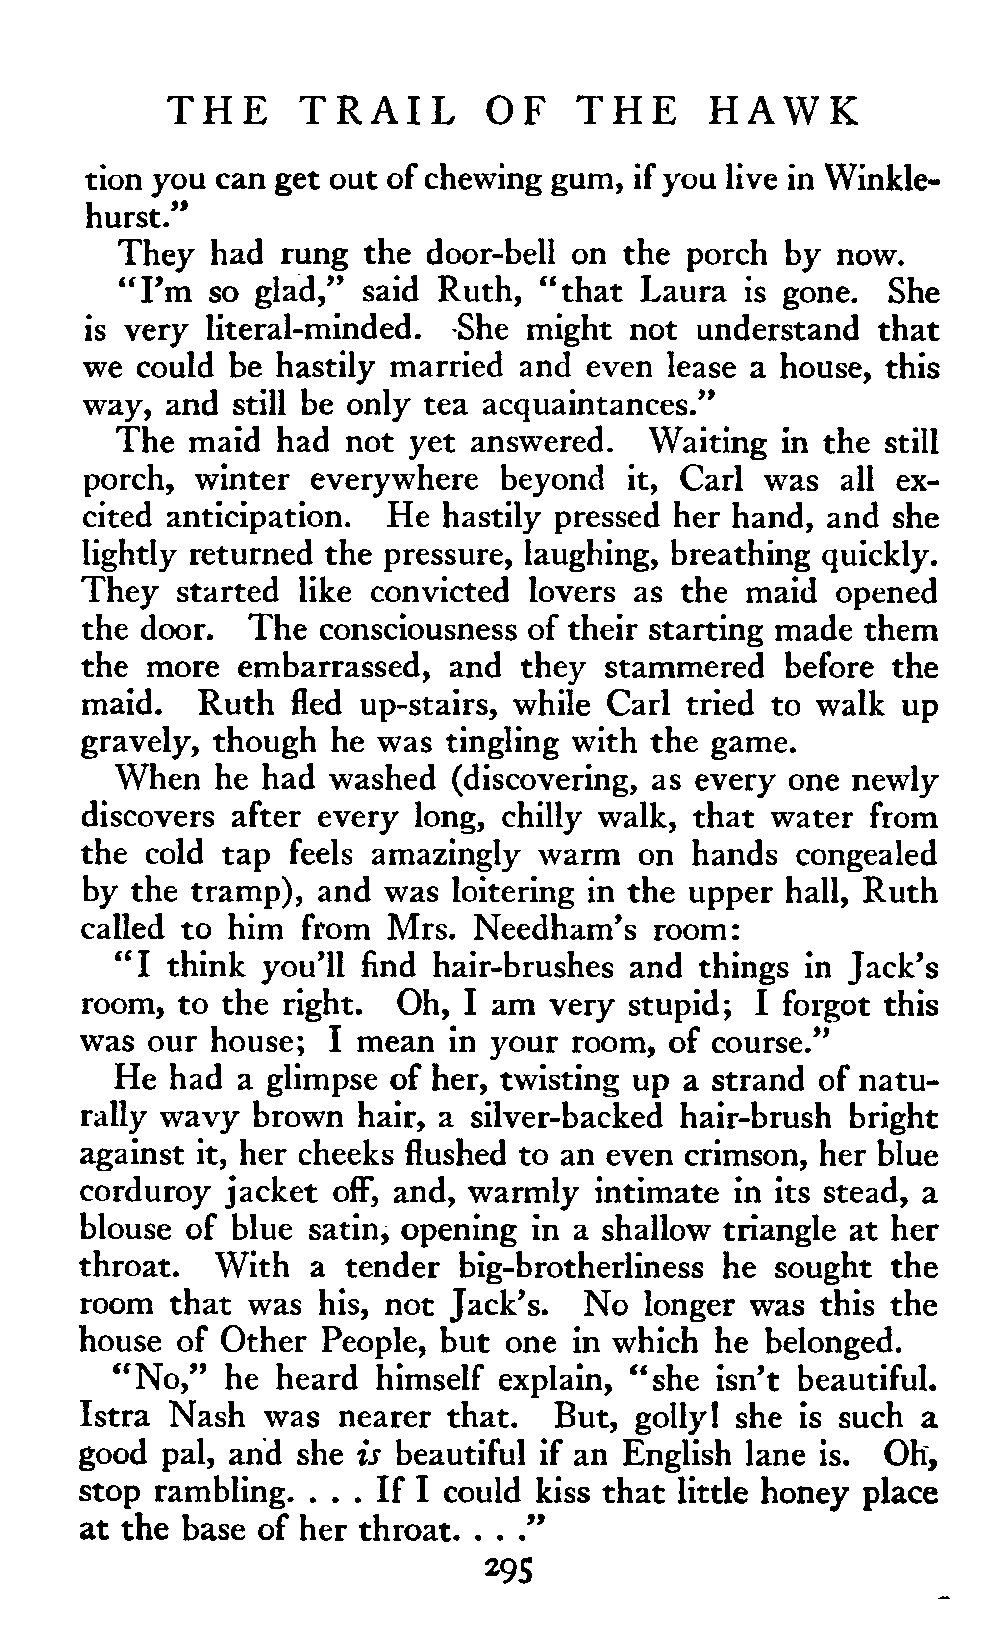 THE TRAIL OF THE HAWK
tion you can get out of chewing gum, if you live in Winkle-
hurst."
They had rung the door-bell on the porch by now.
"I'm so glad," said Ruth, "that Laura is gone. She
is very literal-minded. She might not understand that
we could be hastily married and even lease a house, this
way, and still be only tea acquaintances."
The maid had not yet answered. Waiting in the still
porch, winter everywhere beyond it, Carl was all ex-
cited anticipation. He hastily pressed her hand, and she
lightly returned the pressure, laughing, breathing quickly.
They started like convicted lovers as the maid opened
the door. The consciousness of their starting made them
the more embarrassed, and they stammered before the
maid. Ruth fled up-stairs, while Carl tried to walk up
gravely, though he was tingling with the game.
When he had washed (discovering, as every one newly
discovers after every long, chilly walk, that water from
the cold tap feels amazingly warm on hands congealed
by the tramp), and was loitering in the upper hall, Ruth
called to him from Mrs. Needham's room:
"I think you'll find hair-brushes and things in Jack's
room, to the right. Oh, I am very stupid; I forgot this
was our house; I mean in your room, of course."
He had a glimpse of her, twisting up a strand of natu-
rally wavy brown hair, a silver-backed hair-brush bright
against it, her cheeks flushed to an even crimson, her blue
corduroy jacket off, and, warmly intimate in its stead, a
blouse of blue satin, opening in a shallow triangle at her
throat. With a tender big-brotherliness he sought the
room that was his, not Jack's. No longer was this the
house of Other People, but one in which he belonged.
"No," he heard himself explain, "she isn't beautiful.
Istra Nash was nearer that. But, golly! she is such a
good pal, and she is beautiful if an English lane is. Oh,
stop rambling. . . . If I could kiss that little honey place
at the base of her throat. . . ."
295